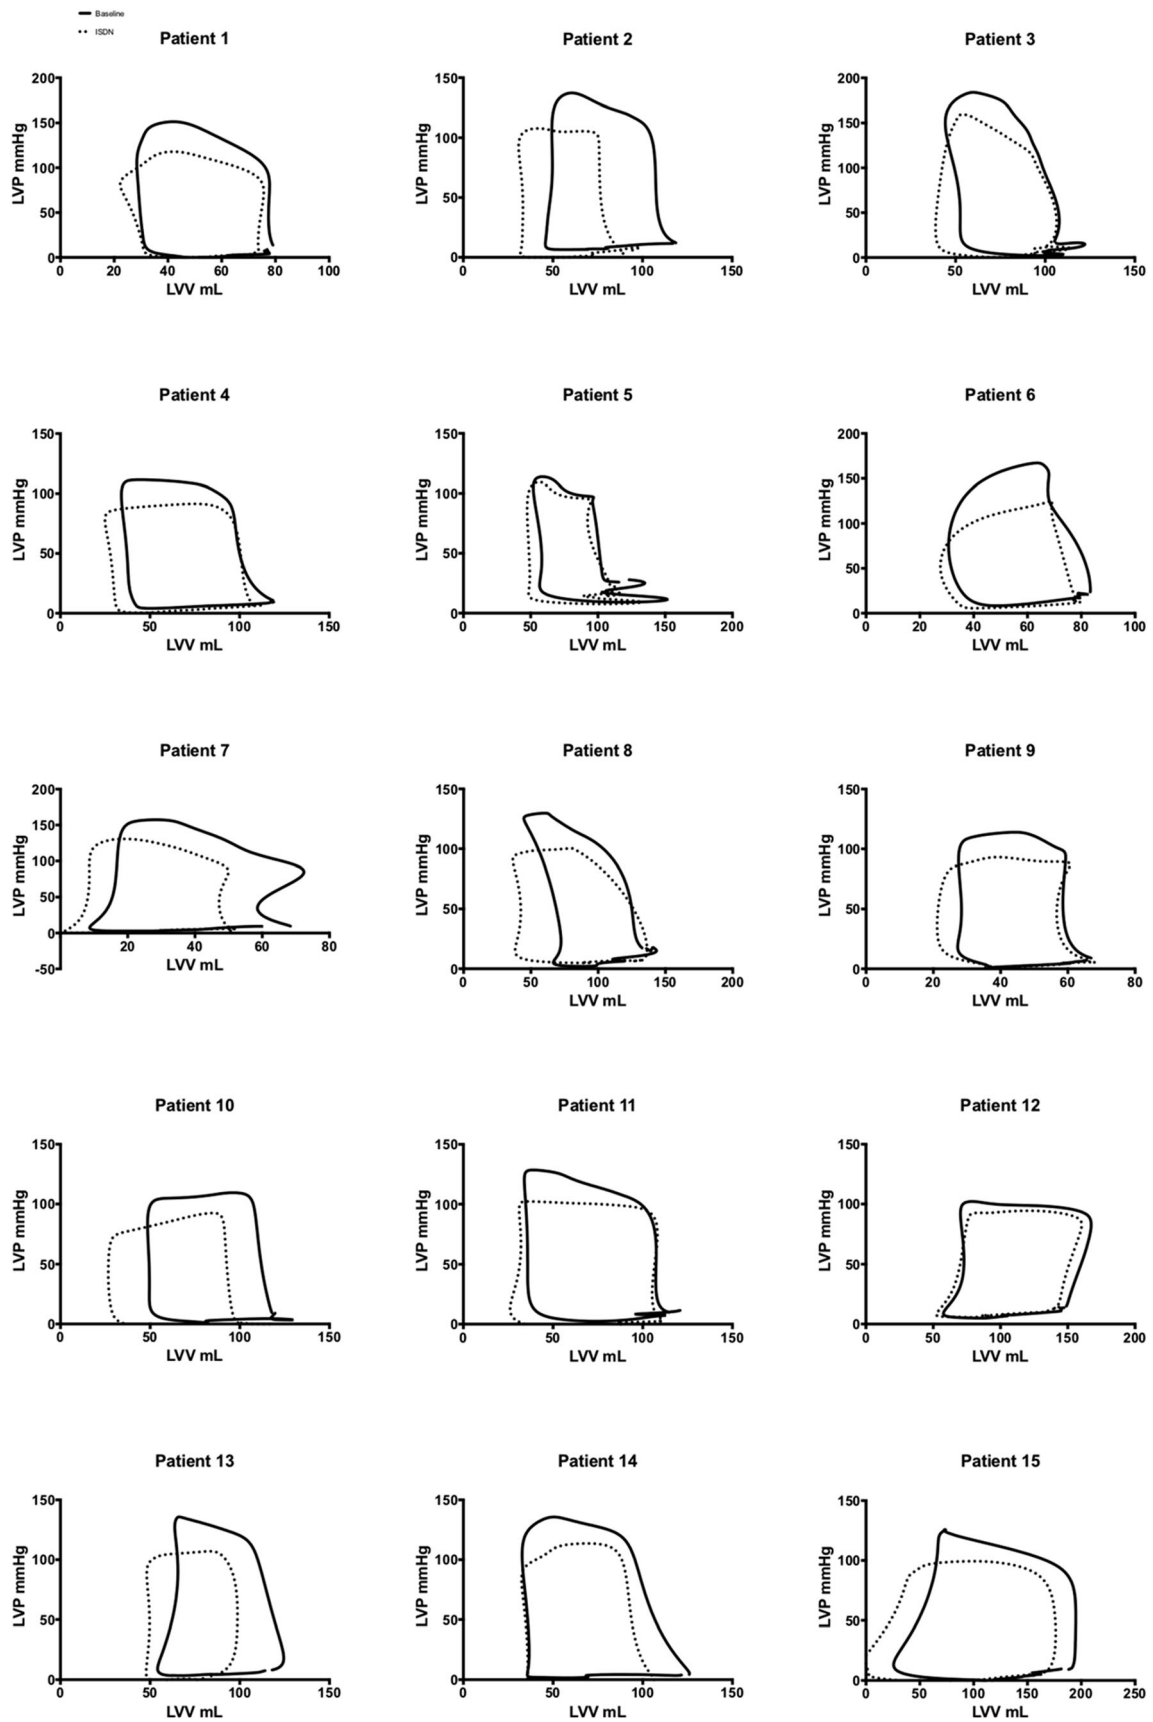 Baseline
ISDN
Patient 1
Patient 2
Patient 3
LVP mmHg
200
150
100
50
0
0 20 40 60 80 100
LVV mL
LVP mmHg
150
100
50
0
0 50 100 150
LVV mL
LVP mmHg
200
150
100
50
0
0 50 100 150
LVV mL
Patient 4
Patient 5
Patient 6
LVP mmHg
150
100
50
0
0 50 100 150
LVV mL
LVP mmHg
150
100
50
0
0 50 100 150 200
LVV mL
LVP mmHg
200
150
100
50
0
0 20 40 60 80 100
LVV mL
Patient 7
Patient 8
Patient 9
LVP mmHg
200
150
100
50
0
-50
20 40 60 80
LVV mL
LVP mmHg
150
100
50
0
0 50 100 150 200
LVV mL
LVP mmHg
150
100
50
0
0 20 40 60 80
LVV mL
Patient 10
Patient 11
Patient 12
LVP mmHg
150
100
50
0
0 50 100 150
LVV mL
LVP mmHg
150
100
50
0
0 50 100 150
LVV mL
LVP mmHg
150
100
50
0
0 50 100 150 200
LVV mL
Patient 13
Patient 14
Patient 15
LVP mmHg
150
100
50
0
0 50 100 150
LVV mL
LVP mmHg
150
100
50
0
0 50 100 150
LVV mL
LVP mmHg
150
100
50
0
0 50 100 150 200 250
LVV mL